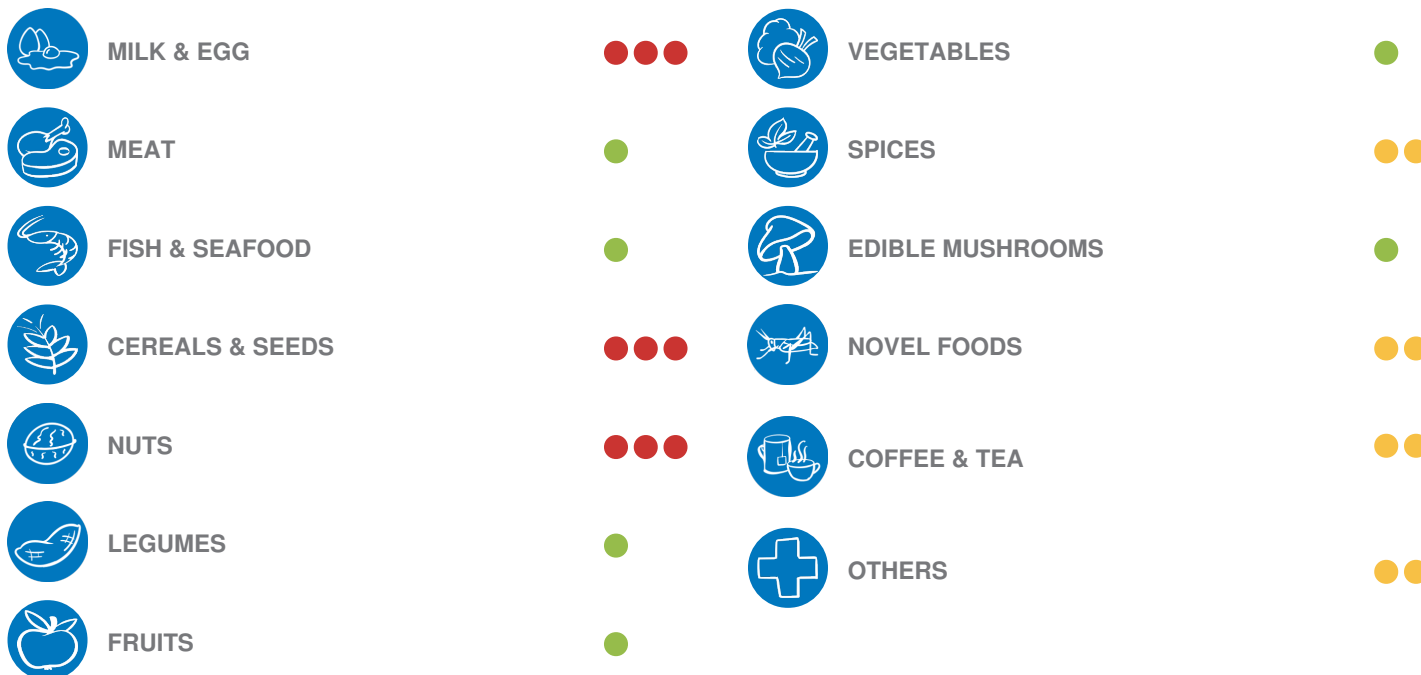 MILK & EGG
MEAT
FISH & SEAFOOD
CEREALS & SEEDS
NUTS
LEGUMES
FRUITS
VEGETABLES
SPICES
EDIBLE MUSHROOMS
NOVEL FOODS
COFFEE & TEA
OTHERS